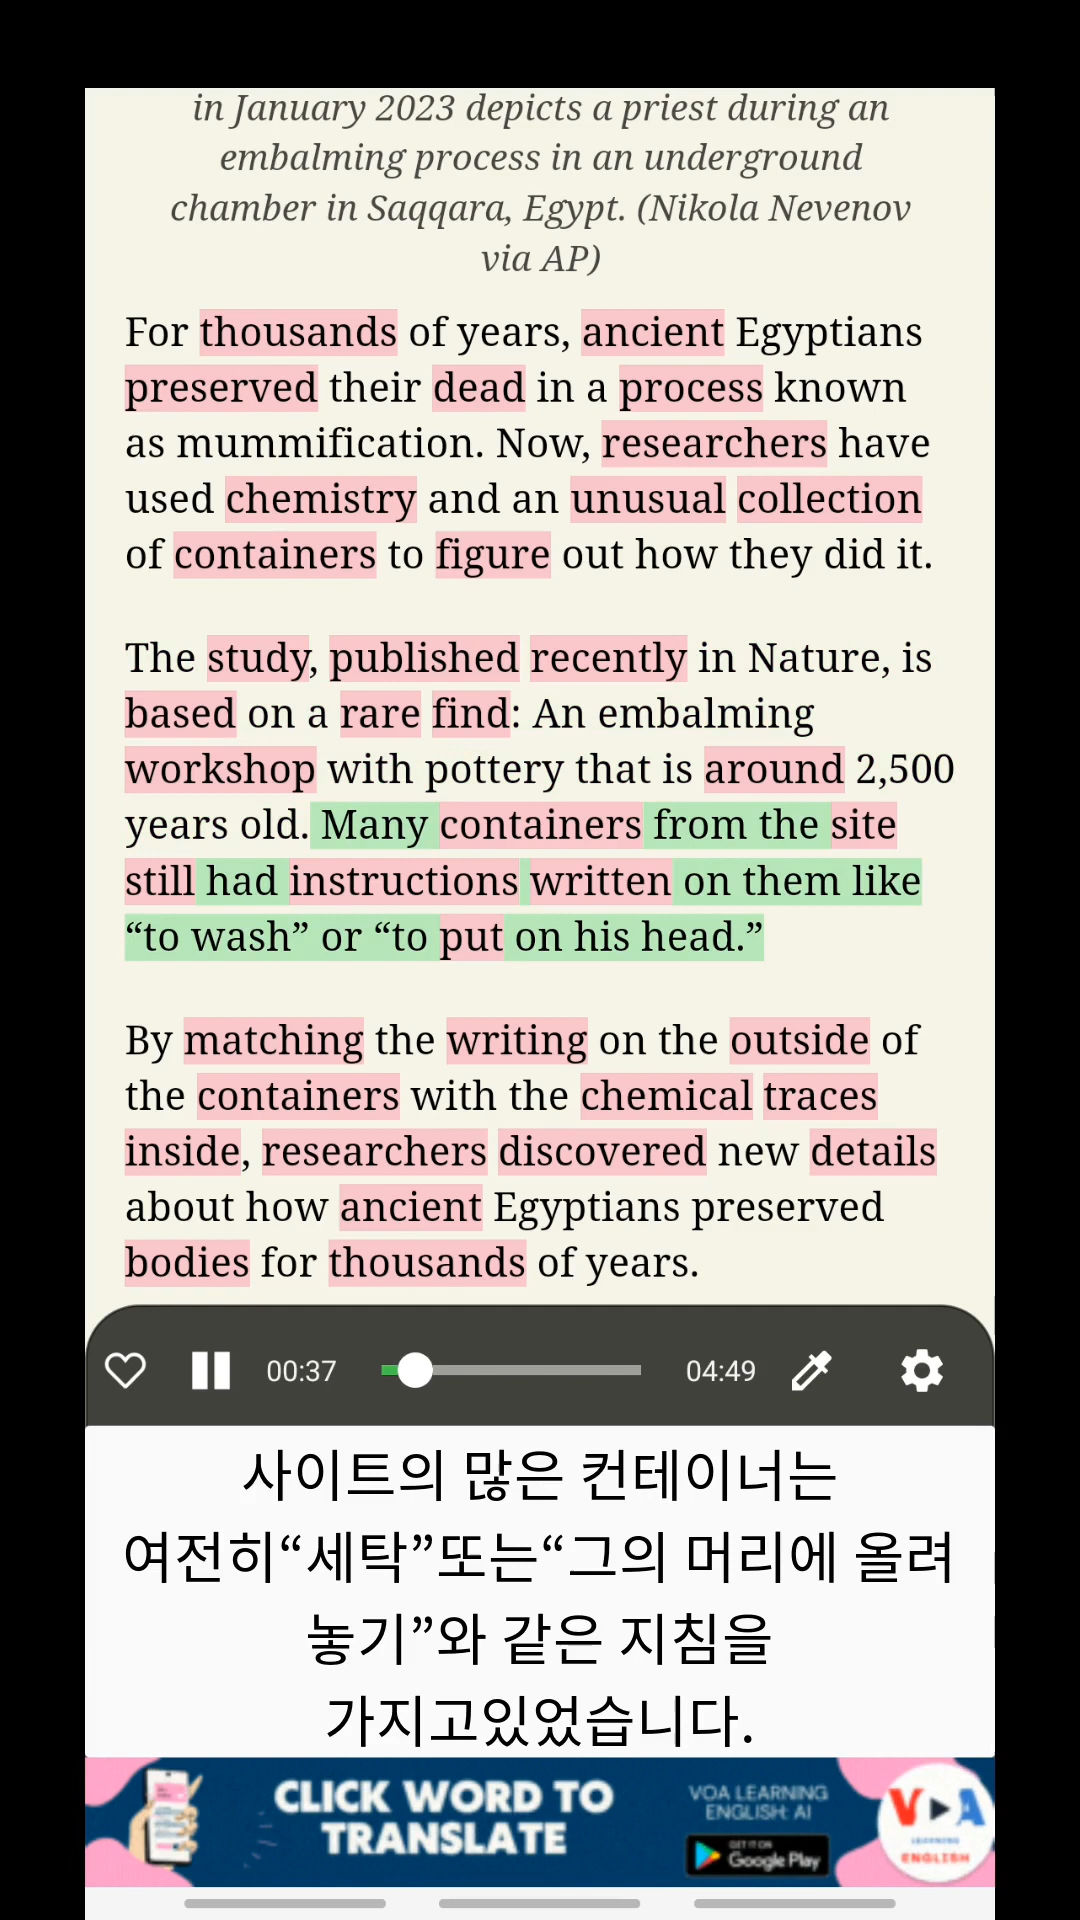 in January 2023 depicts a priest during an
embalming process in an underground
chamber in Saqqara, Egypt. (Nikola Nevenov
via AP)
For thousands of years, ancient Egyptians
preserved their dead in a process known
as mummification. Now, researchers have
used chemistry and an unusual collection
of containers to figure out how they did it.
The study, published recently in Nature, is
based on a rare find: An embalming
workshop with pottery that is around 2,500
years old. Many containers from the site
still had instructions written on them like
“to wash” or “to put on his head.”
By matching the writing on the outside of
the containers with the chemical traces
inside, researchers discovered new details
about how ancient Egyptians preserved
bodies for thousands of years.
00:37 04:49
사이트의 많은 컨테이너는
여전히“세탁”또는“그의 머리에 올려
놓기”와 같은 지침을
가지고있었습니다.
CLICK WORD TO
TRANSLATE
VOA LEARNING
ENGLISH: AI
GET IT ON
Google Play
VOA
LEARNING
ENGLISH